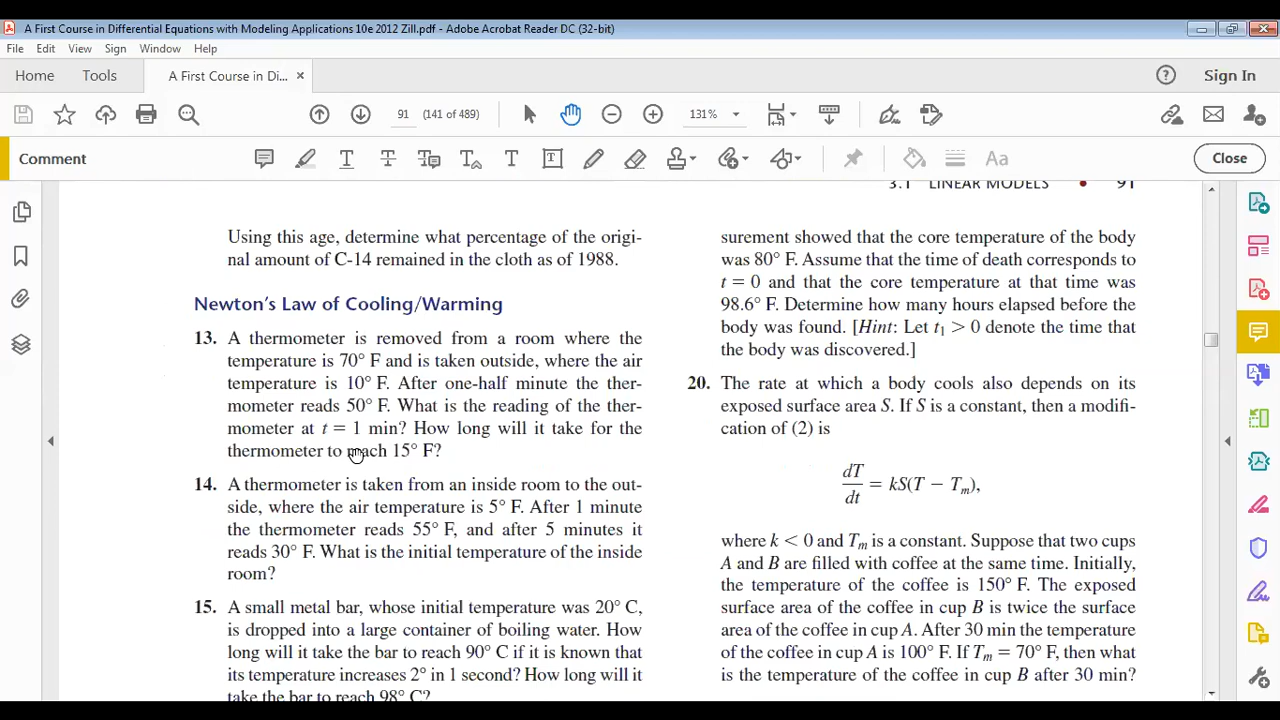 A First Course in Differential Equations with Modeling Applications 10e 2012 Zill.pdf - Adobe Acrobat Reader DC (32-bit)
File Edit View Sign Window Help
Home Tools A First Course in Di... × Sign In
91 (141 of 489) 131%
Comment Close
3.1 LINEAR MODELS • 91
Using this age, determine what percentage of the origi-
nal amount of C-14 remained in the cloth as of 1988.
Newton's Law of Cooling/Warming
13. A thermometer is removed from a room where the
temperature is 70° F and is taken outside, where the air
temperature is 10° F. After one-half minute the ther-
mometer reads 50° F. What is the reading of the ther-
mometer at t = 1 min? How long will it take for the
thermometer to reach 15° F?
14. A thermometer is taken from an inside room to the out-
side, where the air temperature is 5° F. After 1 minute
the thermometer reads 55° F, and after 5 minutes it
reads 30° F. What is the initial temperature of the inside
room?
15. A small metal bar, whose initial temperature was 20° C,
is dropped into a large container of boiling water. How
long will it take the bar to reach 90° C if it is known that
its temperature increases 2° in 1 second? How long will it
take the bar to reach 98° C?
surement showed that the core temperature of the body
was 80° F. Assume that the time of death corresponds to
t = 0 and that the core temperature at that time was
98.6° F. Determine how many hours elapsed before the
body was found. [Hint: Let t₁ > 0 denote the time that
the body was discovered.]
20. The rate at which a body cools also depends on its
exposed surface area S. If S is a constant, then a modifi-
cation of (2) is
dT/dt = kS(T − Tₘ),
where k < 0 and Tₘ is a constant. Suppose that two cups
A and B are filled with coffee at the same time. Initially,
the temperature of the coffee is 150° F. The exposed
surface area of the coffee in cup B is twice the surface
area of the coffee in cup A. After 30 min the temperature
of the coffee in cup A is 100° F. If Tₘ = 70° F, then what
is the temperature of the coffee in cup B after 30 min?